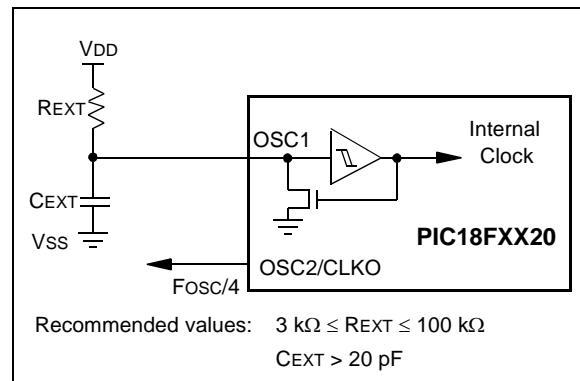 VDD
REXT
OSC1
Internal
Clock
CEXT
VSS
PIC18FXX20
OSC2/CLKO
FOSC/4
Recommended values: 3 kΩ ≤ REXT ≤ 100 kΩ
CEXT > 20 pF